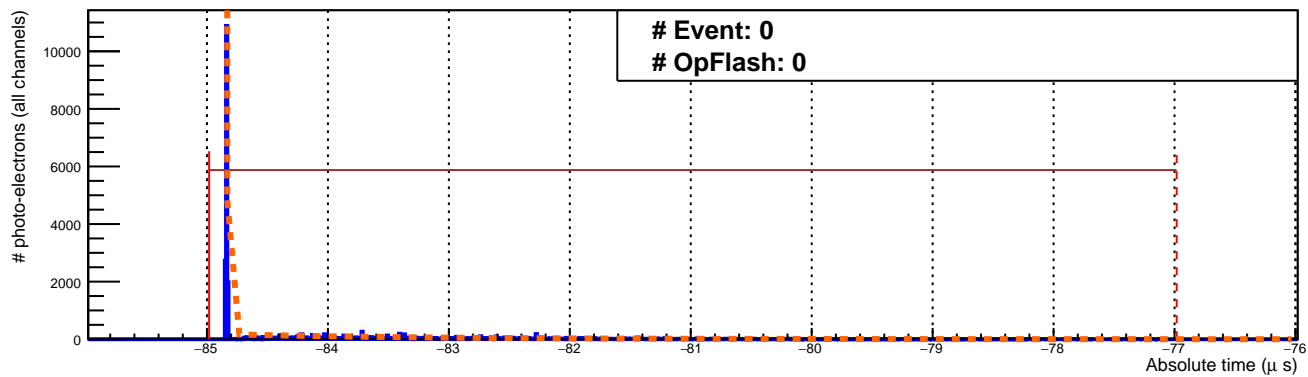 # photo-electrons (all channels)
10000
8000
6000
4000
2000
0
# Event: 0
# OpFlash: 0
−85 −84 −83 −82 −81 −80 −79 −78 −77 −76
Absolute time (μ s)